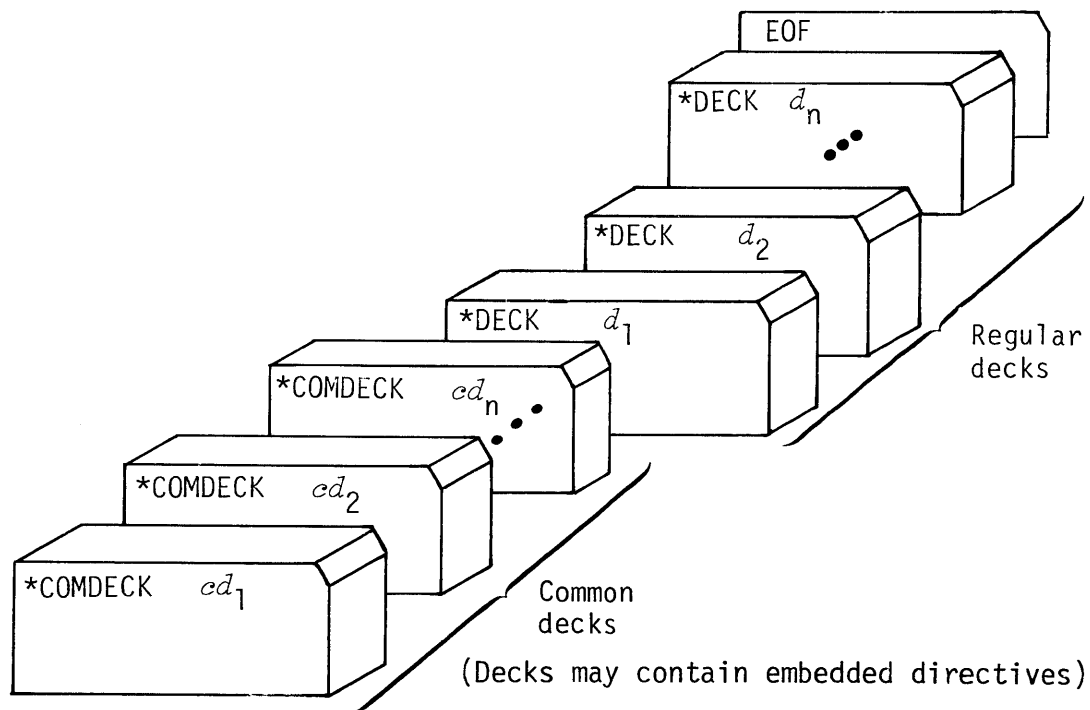 EOF
*DECK dn
*DECK d2
*DECK d1
Regular
decks
*COMDECK cdn
*COMDECK cd2
*COMDECK cd1
Common
decks
(Decks may contain embedded directives)